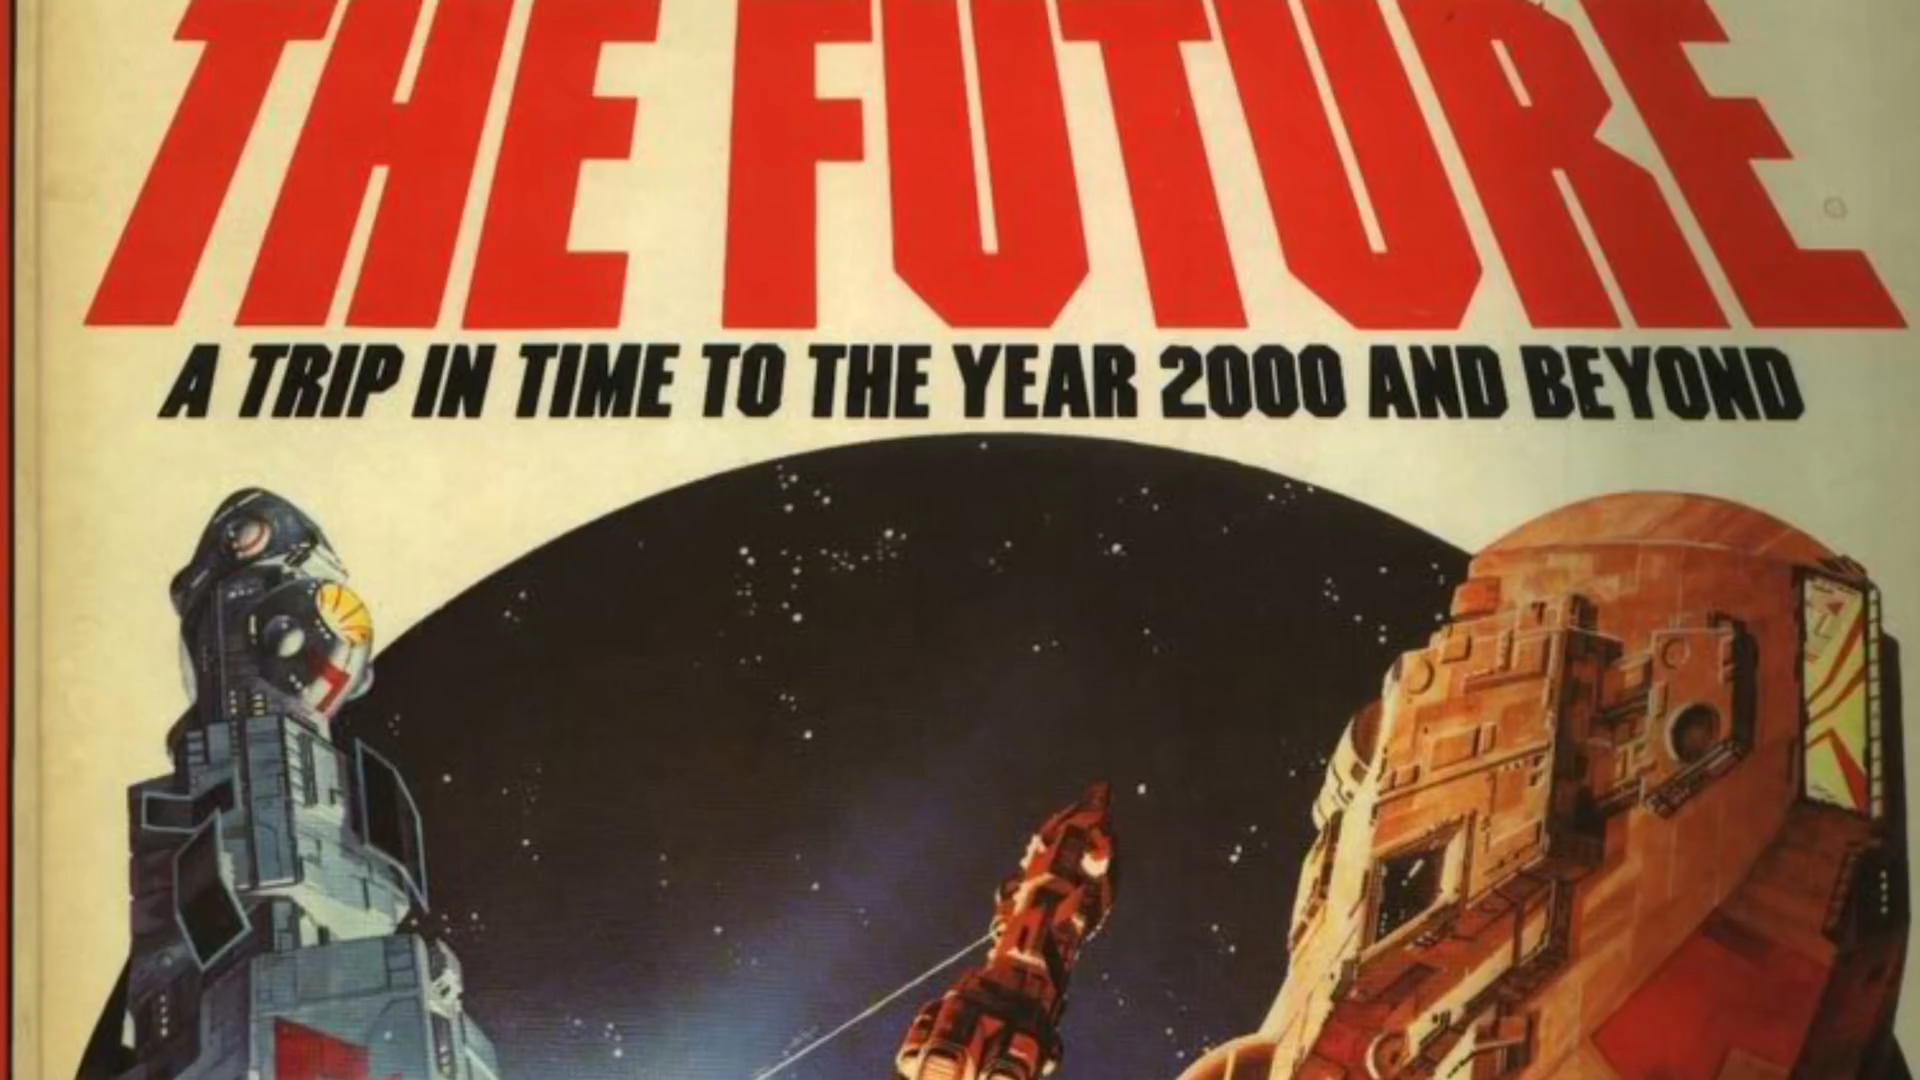 THE FUTURE
A TRIP IN TIME TO THE YEAR 2000 AND BEYOND